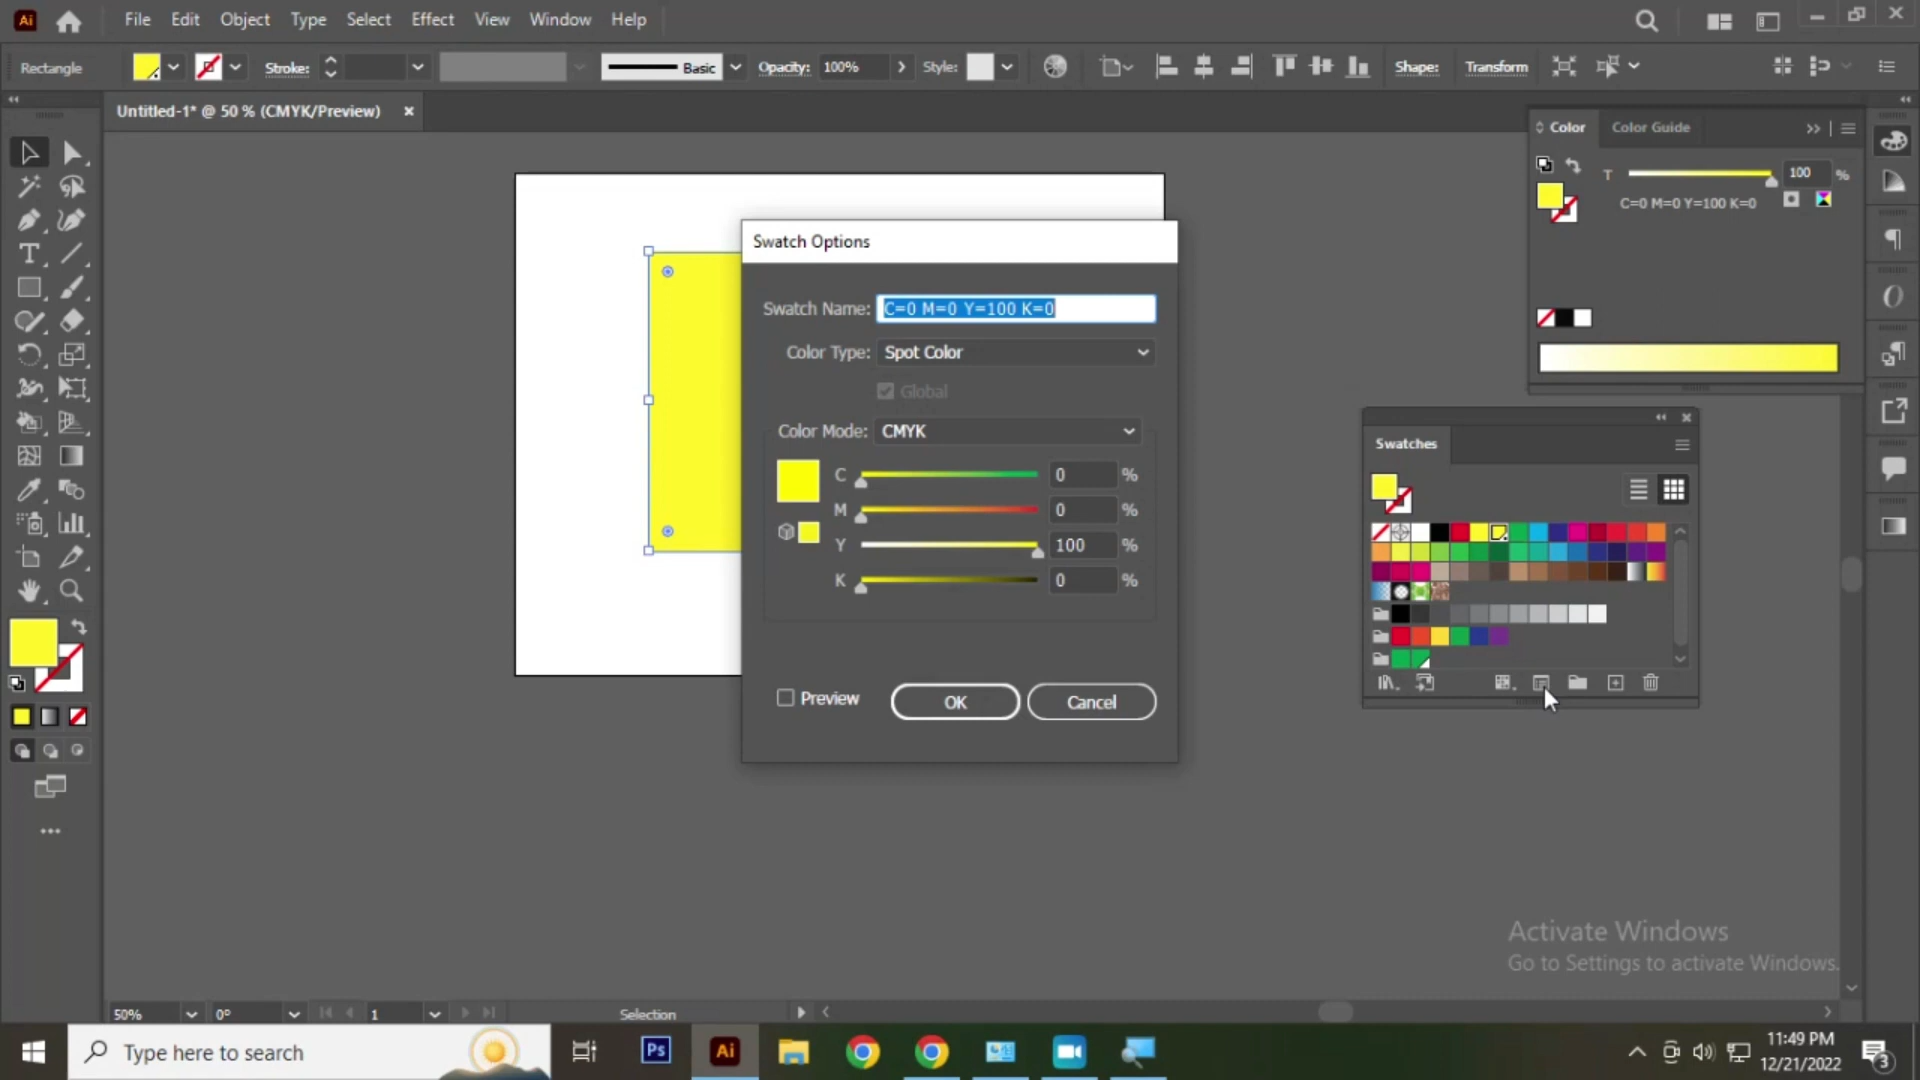 Ai File Edit Object Type Select Effect View Window Help
Rectangle Stroke: Basic Opacity: 100% Style: Shape: Transform
Untitled-1* @ 50 % (CMYK/Preview)
Color Color Guide
T 100 %
C=0 M=0 Y=100 K=0
Swatch Options
Swatch Name: C=0 M=0 Y=100 K=0
Color Type: Spot Color
Global
Color Mode: CMYK
C 0 %
M 0 %
Y 100 %
K 0 %
Preview OK Cancel
Swatches
Activate Windows
Go to Settings to activate Windows.
50% 0° 1 Selection
Type here to search Ps Ai
11:49 PM
12/21/2022
3